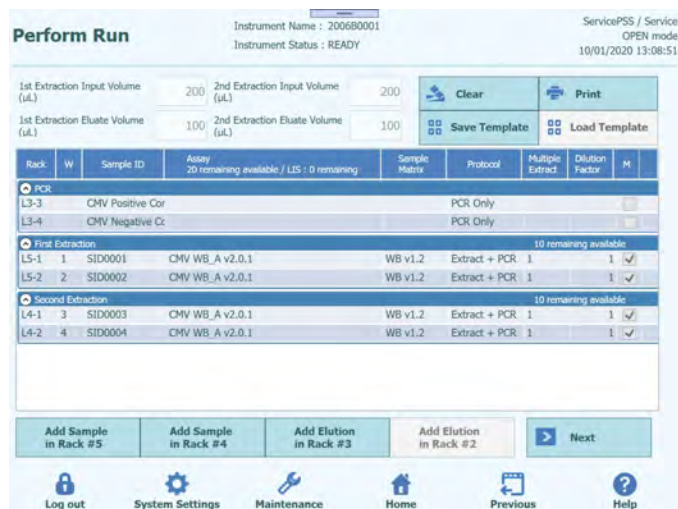 Perform Run
Instrument Name : 2006B0001
Instrument Status : READY
ServicePSS / Service
OPEN mode
10/01/2020 13:08:51
1st Extraction Input Volume (uL) 200
2nd Extraction Input Volume (uL) 200
Clear
Print
1st Extraction Eluate Volume (uL) 100
2nd Extraction Eluate Volume (uL) 100
Save Template
Load Template
Rack W Sample ID Assay 20 remaining available / LIS : 0 remaining Sample Matrix Protocol Multiple Extract Dilution Factor M
PCR
L3-3 CMV Positive Cor PCR Only
L3-4 CMV Negative Cc PCR Only
First Extraction 10 remaining available
L5-1 1 SID0001 CMV WB_A v2.0.1 WB v1.2 Extract + PCR 1 1
L5-2 2 SID0002 CMV WB_A v2.0.1 WB v1.2 Extract + PCR 1 1
Second Extraction 10 remaining available
L4-1 3 SID0003 CMV WB_A v2.0.1 WB v1.2 Extract + PCR 1 1
L4-2 4 SID0004 CMV WB_A v2.0.1 WB v1.2 Extract + PCR 1 1
Add Sample in Rack #5
Add Sample in Rack #4
Add Elution in Rack #3
Add Elution in Rack #2
Next
Log out
System Settings
Maintenance
Home
Previous
Help